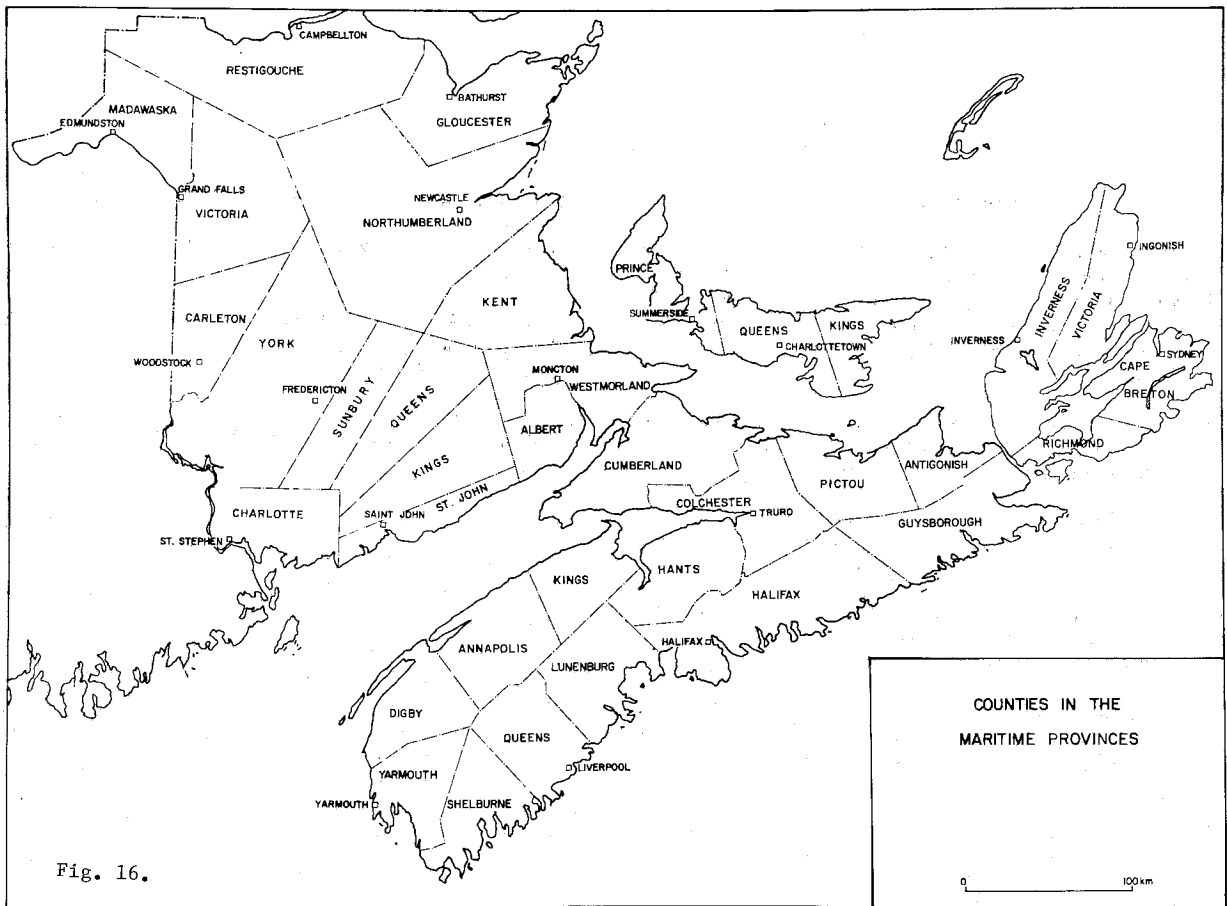 CAMPBELLTON
RESTIGOUCHE
BATHURST
MADAWASKA
GLOUCESTER
EDMUNDSTON
GRAND FALLS
NEWCASTLE
VICTORIA
NORTHUMBERLAND
INGONISH
PRINCE
INVERNESS
VICTORIA
KENT
SUMMERSIDE
CARLETON
QUEENS
KINGS
YORK
CHARLOTTETOWN
INVERNESS
SYDNEY
WOODSTOCK
CAPE
BRETON
MONCTON
WESTMORLAND
FREDERICTON
SUNBURY
QUEENS
ALBERT
RICHMOND
KINGS
CUMBERLAND
ANTIGONISH
PICTOU
COLCHESTER
ST. JOHN
CHARLOTTE
SAINT JOHN
TRURO
GUYSBOROUGH
ST. STEPHEN
HANTS
KINGS
HALIFAX
HALIFAX
ANNAPOLIS
LUNENBURG
DIGBY
QUEENS
LIVERPOOL
YARMOUTH
YARMOUTH
SHELBURNE
COUNTIES IN THE
MARITIME PROVINCES
Fig. 16.
0 100 km